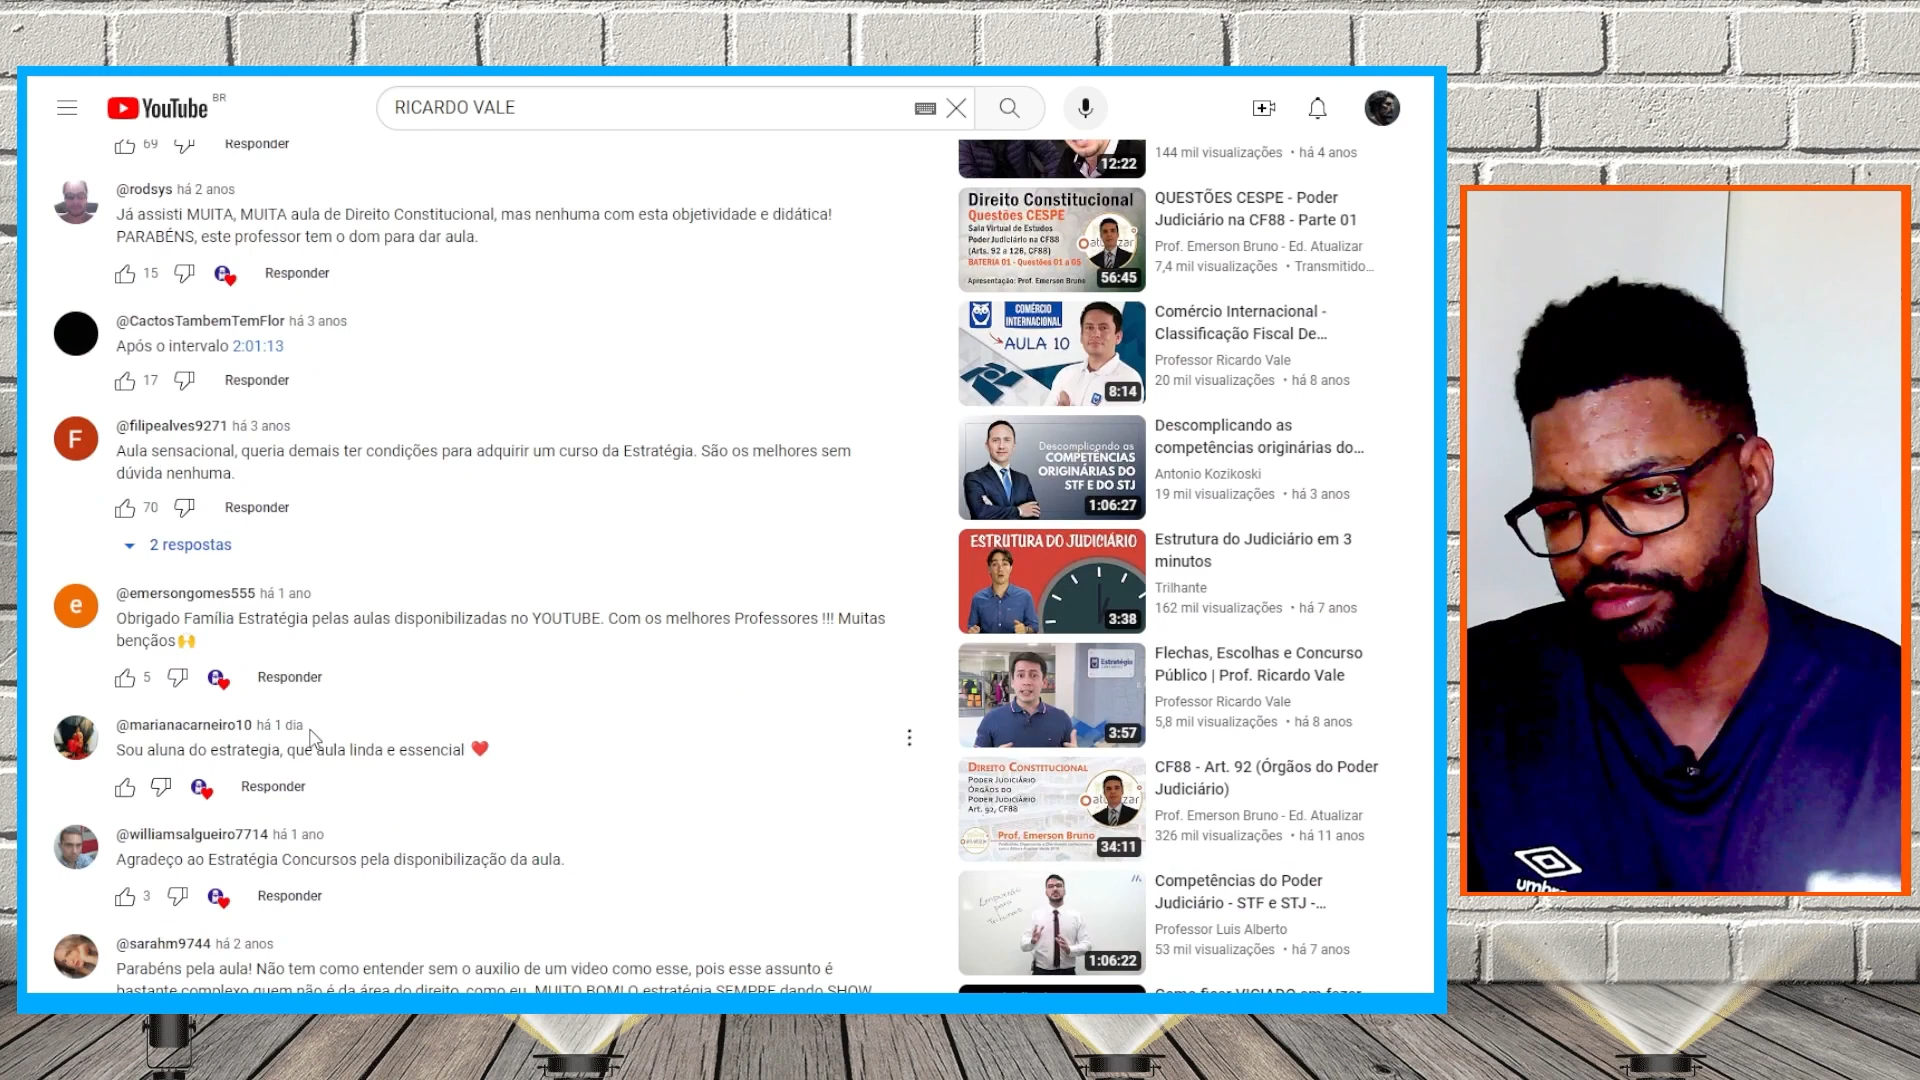 YouTube BR
RICARDO VALE
69 Responder
@rodsys há 2 anos
Já assisti MUITA, MUITA aula de Direito Constitucional, mas nenhuma com esta objetividade e didática!
PARABÉNS, este professor tem o dom para dar aula.
15 Responder
@CactosTambemTemFlor há 3 anos
Após o intervalo 2:01:13
17 Responder
@filipealves9271 há 3 anos
Aula sensacional, queria demais ter condições para adquirir um curso da Estratégia. São os melhores sem
dúvida nenhuma.
70 Responder
2 respostas
@emersongomes555 há 1 ano
Obrigado Família Estratégia pelas aulas disponibilizadas no YOUTUBE. Com os melhores Professores !!! Muitas
bençãos🙌
5 Responder
@marianacarneiro10 há 1 dia
Sou aluna do estrategia, que aula linda e essencial ❤️
Responder
@williamsalgueiro7714 há 1 ano
Agradeço ao Estratégia Concursos pela disponibilização da aula.
3 Responder
@sarahm9744 há 2 anos
Parabéns pela aula! Não tem como entender sem o auxilio de um video como esse, pois esse assunto é
bastante complexo quem não é da área do direito, como eu. MUITO BOM! O estratégia SEMPRE dando SHOW
12:22
144 mil visualizações • há 4 anos
Direito Constitucional
Questões CESPE
Sala Virtual de Estudos
Poder Judiciário na CF88
(Arts. 92 a 126, CF88)
BATERIA 01 - Questões 01 a 05
Apresentação: Prof. Emerson Bruno
56:45
QUESTÕES CESPE - Poder
Judiciário na CF88 - Parte 01
Prof. Emerson Bruno - Ed. Atualizar
7,4 mil visualizações • Transmitido...
COMÉRCIO
INTERNACIONAL
AULA 10
8:14
Comércio Internacional -
Classificação Fiscal De...
Professor Ricardo Vale
20 mil visualizações • há 8 anos
Descomplicando as
COMPETÊNCIAS
ORIGINÁRIAS DO
STF E DO STJ
1:06:27
Descomplicando as
competências originárias do...
Antonio Kozikoski
19 mil visualizações • há 3 anos
ESTRUTURA DO JUDICIÁRIO
3:38
Estrutura do Judiciário em 3
minutos
Trilhante
162 mil visualizações • há 7 anos
Estratégia
3:57
Flechas, Escolhas e Concurso
Público | Prof. Ricardo Vale
Professor Ricardo Vale
5,8 mil visualizações • há 8 anos
DIREITO CONSTITUCIONAL
PODER JUDICIÁRIO
ÓRGÃOS DO
PODER JUDICIÁRIO
Art. 92, CF88
Prof. Emerson Bruno
34:11
CF88 - Art. 92 (Órgãos do Poder
Judiciário)
Prof. Emerson Bruno - Ed. Atualizar
326 mil visualizações • há 11 anos
1:06:22
Competências do Poder
Judiciário - STF e STJ -...
Professor Luis Alberto
53 mil visualizações • há 7 anos
Como ficar VICIADO em fazer
umbro